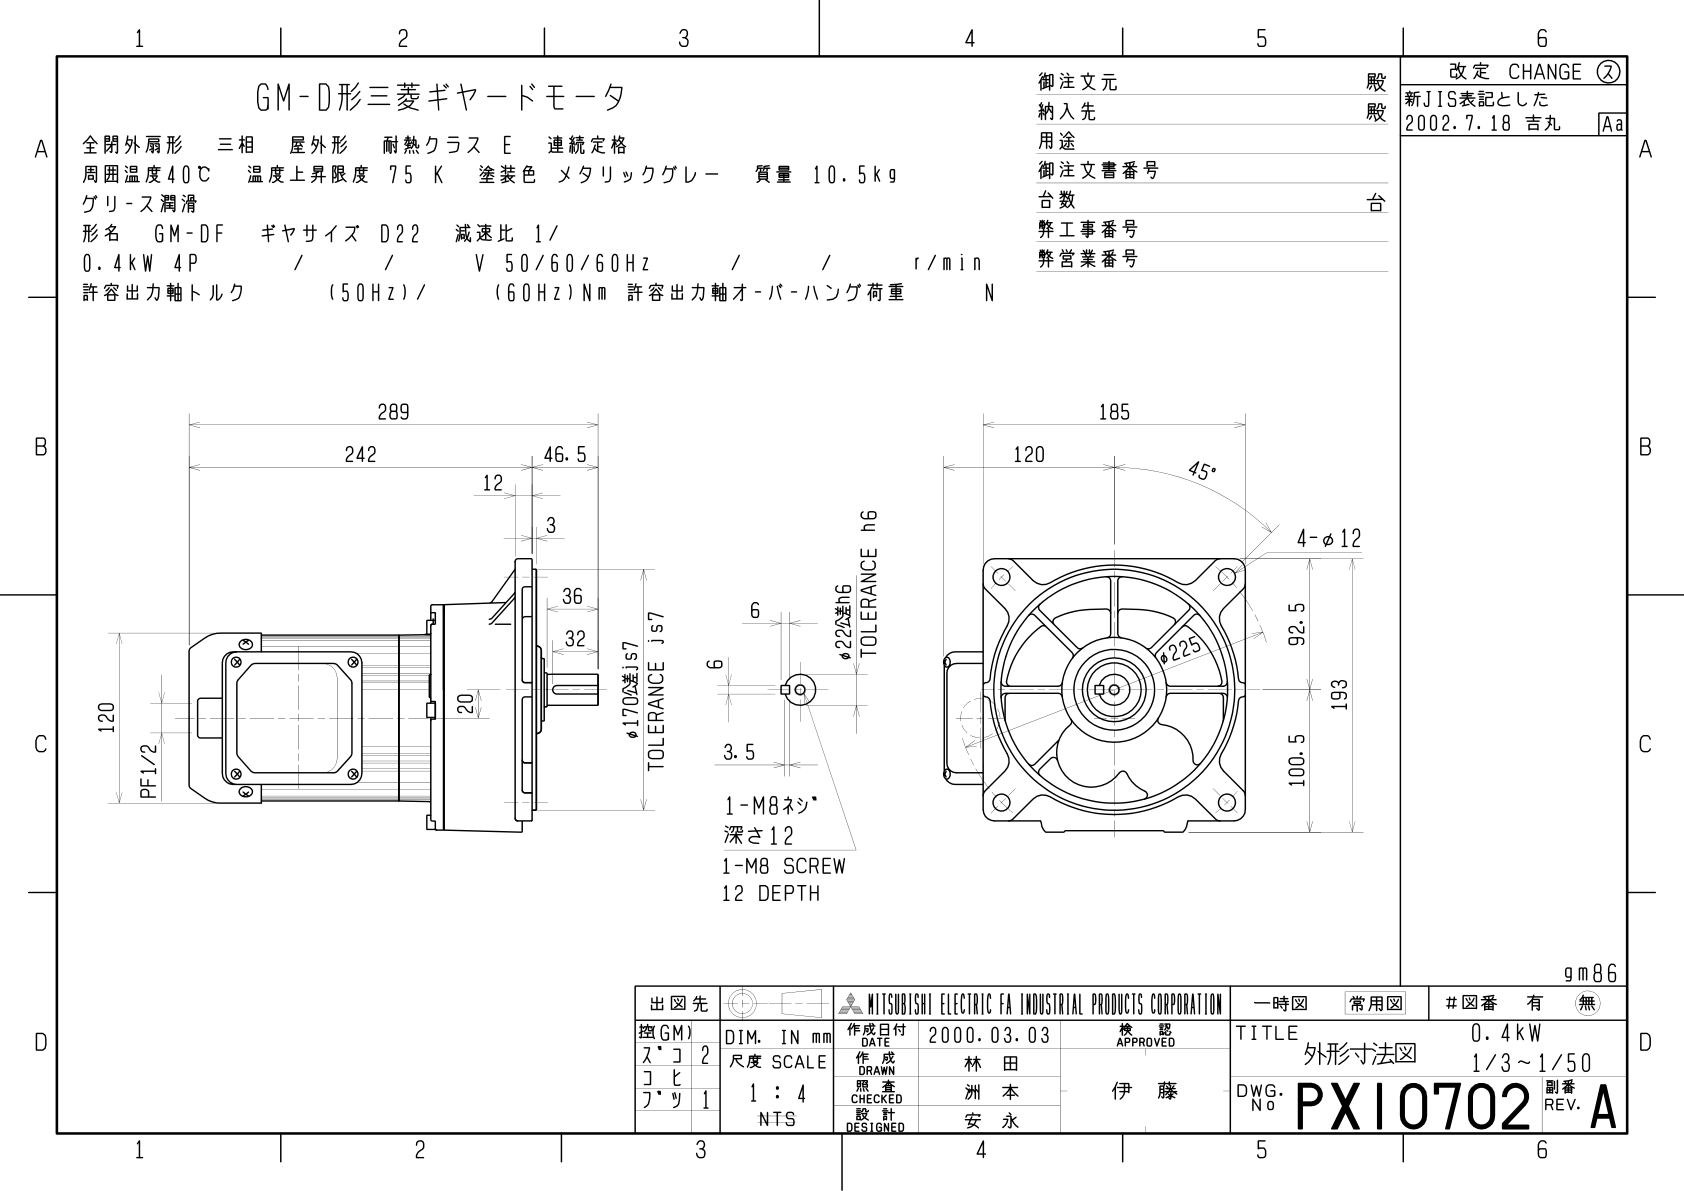 1 2 3 4 5 6
GM-D形三菱ギヤードモータ
全閉外扇形 三相 屋外形 耐熱クラス E 連続定格
周囲温度40℃ 温度上昇限度 75 K 塗装色 メタリックグレー 質量 10.5kg
グリース潤滑
形名 GM-DF ギヤサイズ D22 減速比 1/
0.4kW 4P / / V 50/60/60Hz / / r/min
許容出力軸トルク (50Hz)/ (60Hz)Nm 許容出力軸オーバーハング荷重 N
御注文元 殿
納入先 殿
用途
御注文書番号
台数 台
弊工事番号
弊営業番号
改定 CHANGE ス
新JIS表記とした
2002.7.18 吉丸 Aa
A A
B B
C C
D D
289
242 46.5
12
3
36
32
20
120
PF1/2
φ170公差js7
TOLERANCE js7
6
6
3.5
φ22公差h6
TOLERANCE h6
1-M8ネジ
深さ12
1-M8 SCREW
12 DEPTH
185
120
45°
4-φ12
φ225
92.5
193
100.5
gm86
出図先
控(GM)
ズコ 2
コピ
ブツ 1
DIM. IN mm
尺度 SCALE
1 : 4
NTS
MITSUBISHI ELECTRIC FA INDUSTRIAL PRODUCTS CORPORATION
作成日付 DATE 2000.03.03
作成 DRAWN 林田
照査 CHECKED 洲本
設計 DESIGNED 安永
検認 APPROVED
伊藤
一時図 常用図 #図番 有 無
TITLE 0.4kW
外形寸法図 1/3~1/50
DWG. No PX10702 副番 REV. A
1 2 3 4 5 6